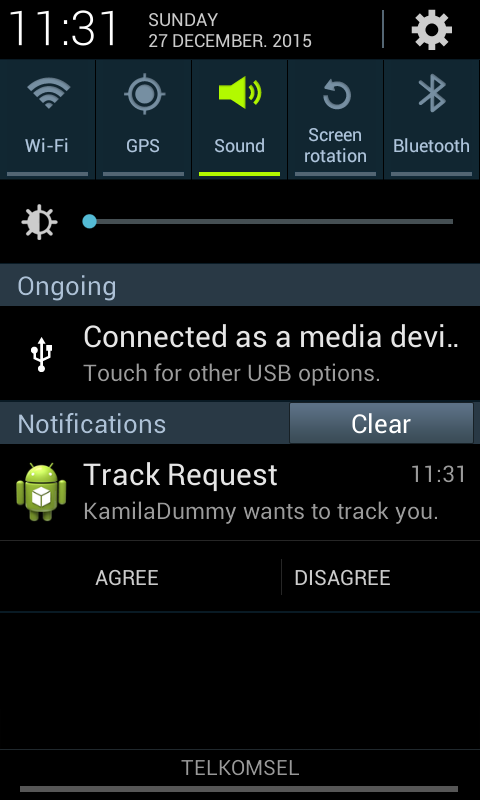 11:31
SUNDAY
27 DECEMBER. 2015
Wi-Fi
GPS
Sound
Screen
rotation
Bluetooth
Ongoing
Connected as a media devi..
Touch for other USB options.
Notifications
Clear
Track Request
11:31
KamilaDummy wants to track you.
AGREE
DISAGREE
TELKOMSEL